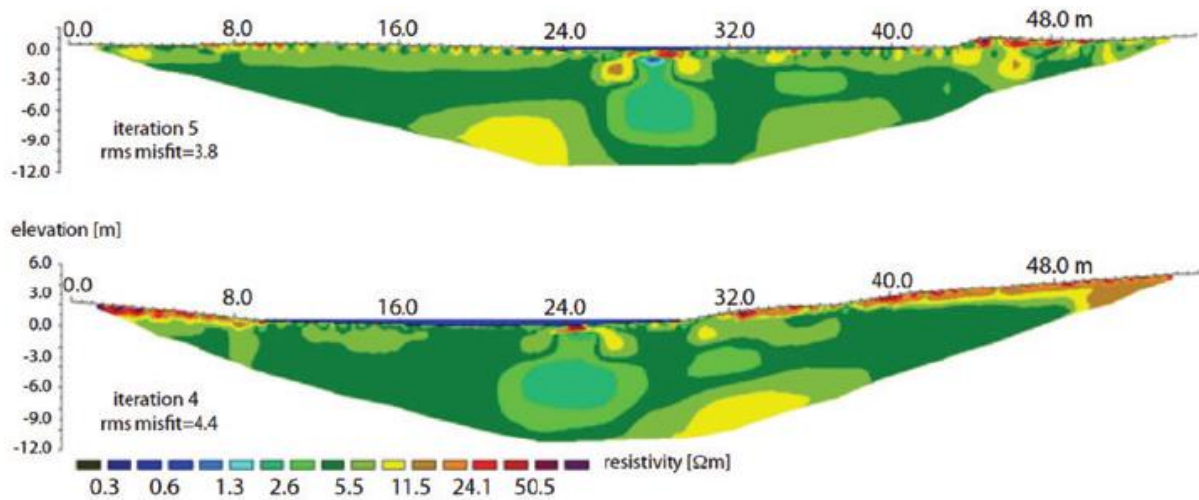 0.0 8.0 16.0 24.0 32.0 40.0 48.0 m
0.0
-3.0
-6.0
-9.0
-12.0
iteration 5
rms misfit=3.8
elevation [m]
6.0
3.0
0.0
-3.0
-6.0
-9.0
-12.0
0.0 8.0 16.0 24.0 32.0 40.0 48.0 m
iteration 4
rms misfit=4.4
resistivity [Ωm]
0.3 0.6 1.3 2.6 5.5 11.5 24.1 50.5